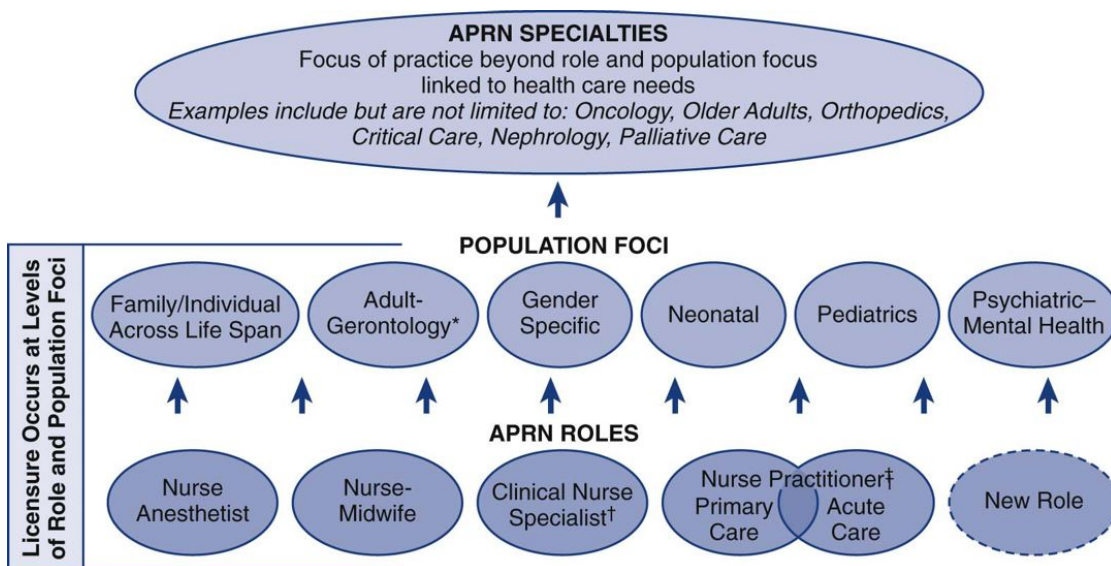 APRN SPECIALTIES
Focus of practice beyond role and population focus
linked to health care needs
Examples include but are not limited to: Oncology, Older Adults, Orthopedics,
Critical Care, Nephrology, Palliative Care
Licensure Occurs at Levels
of Role and Population Foci
POPULATION FOCI
Family/Individual
Across Life Span
Adult-
Gerontology*
Gender
Specific
Neonatal
Pediatrics
Psychiatric–
Mental Health
APRN ROLES
Nurse
Anesthetist
Nurse-
Midwife
Clinical Nurse
Specialist†
Nurse Practitioner‡
Primary
Care
Acute
Care
New Role